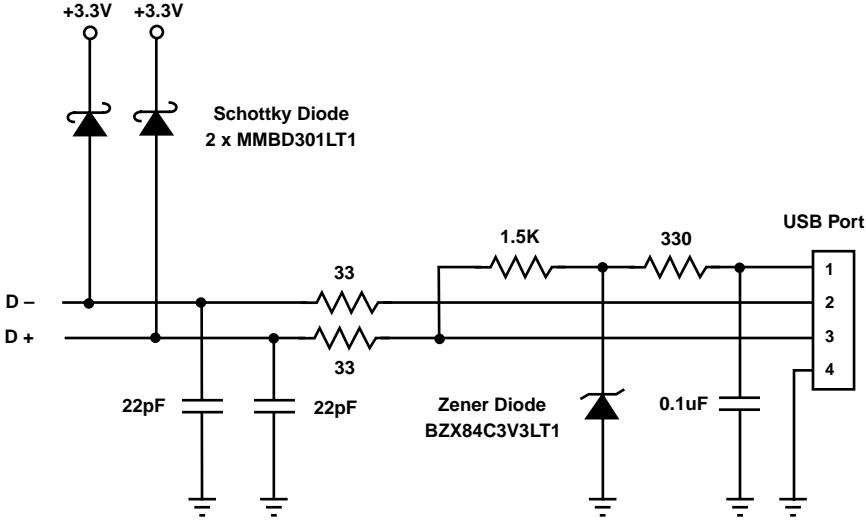 +3.3V +3.3V
Schottky Diode
2 x MMBD301LT1
USB Port
1.5K
330
1
33
D –
2
D +
3
33
4
22pF
22pF
Zener Diode
BZX84C3V3LT1
0.1uF